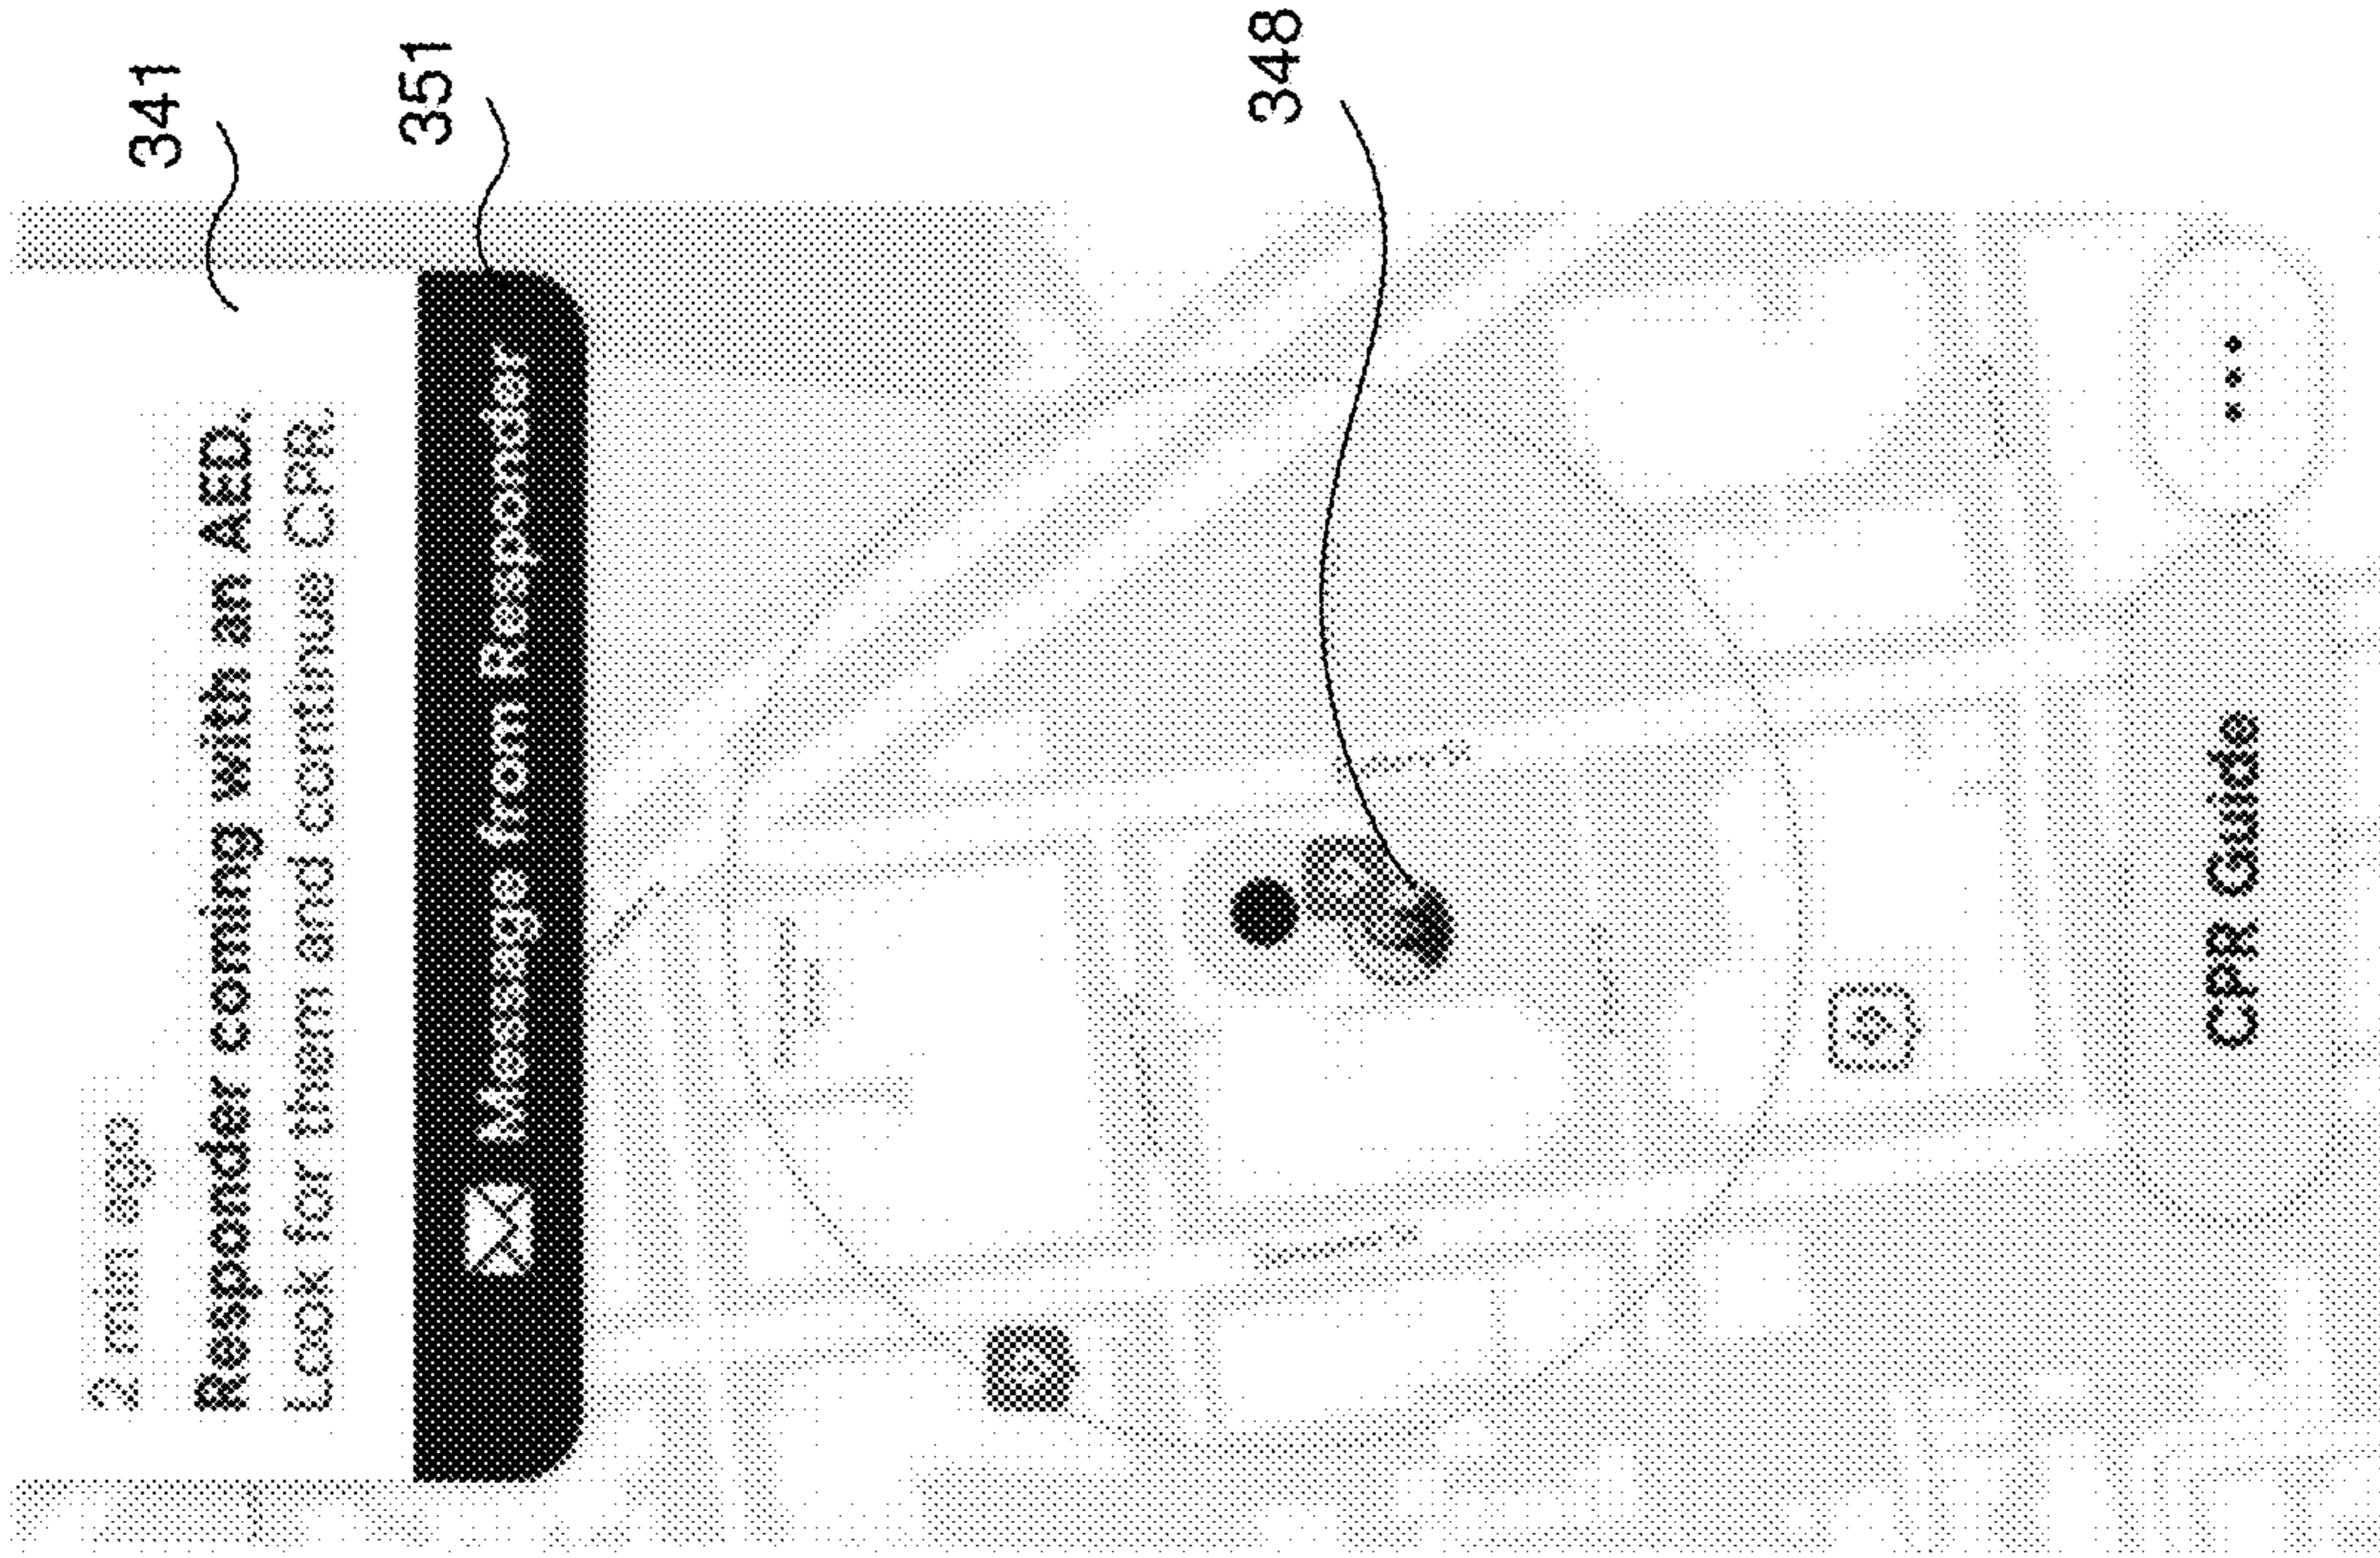 2 min ago
Responder coming with an AED.
Look for them and continue CPR.
Message from Responder
CPR Guide
...
341
351
348